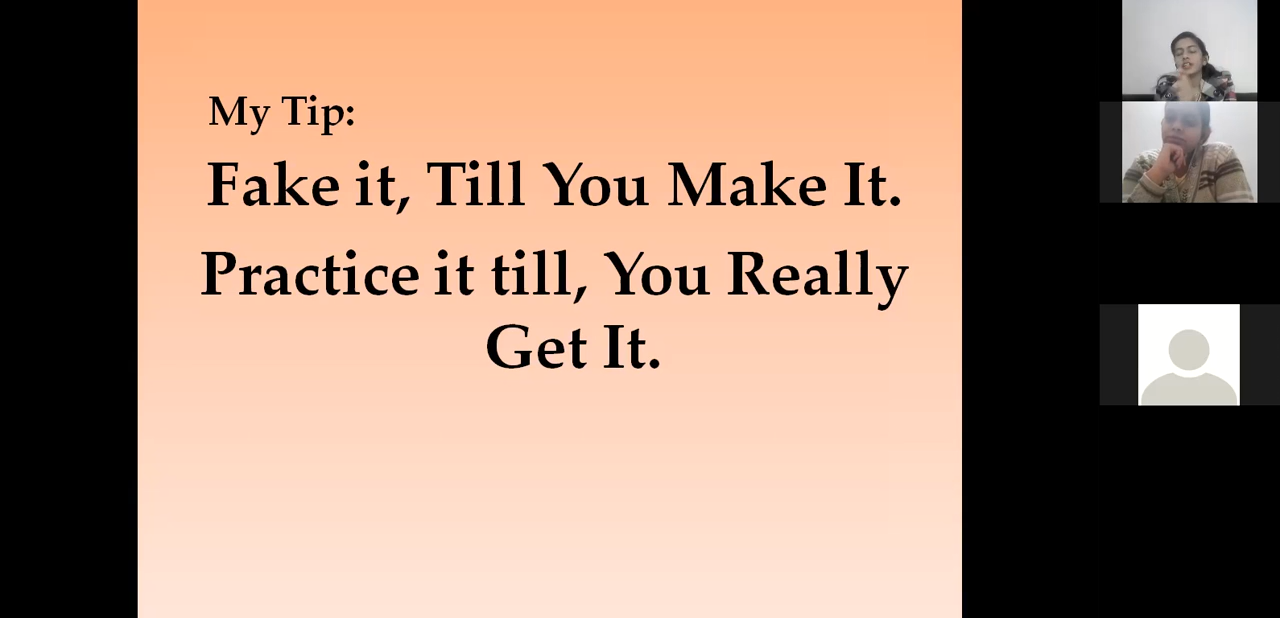 My Tip:
Fake it, Till You Make It.
Practice it till, You Really
Get It.